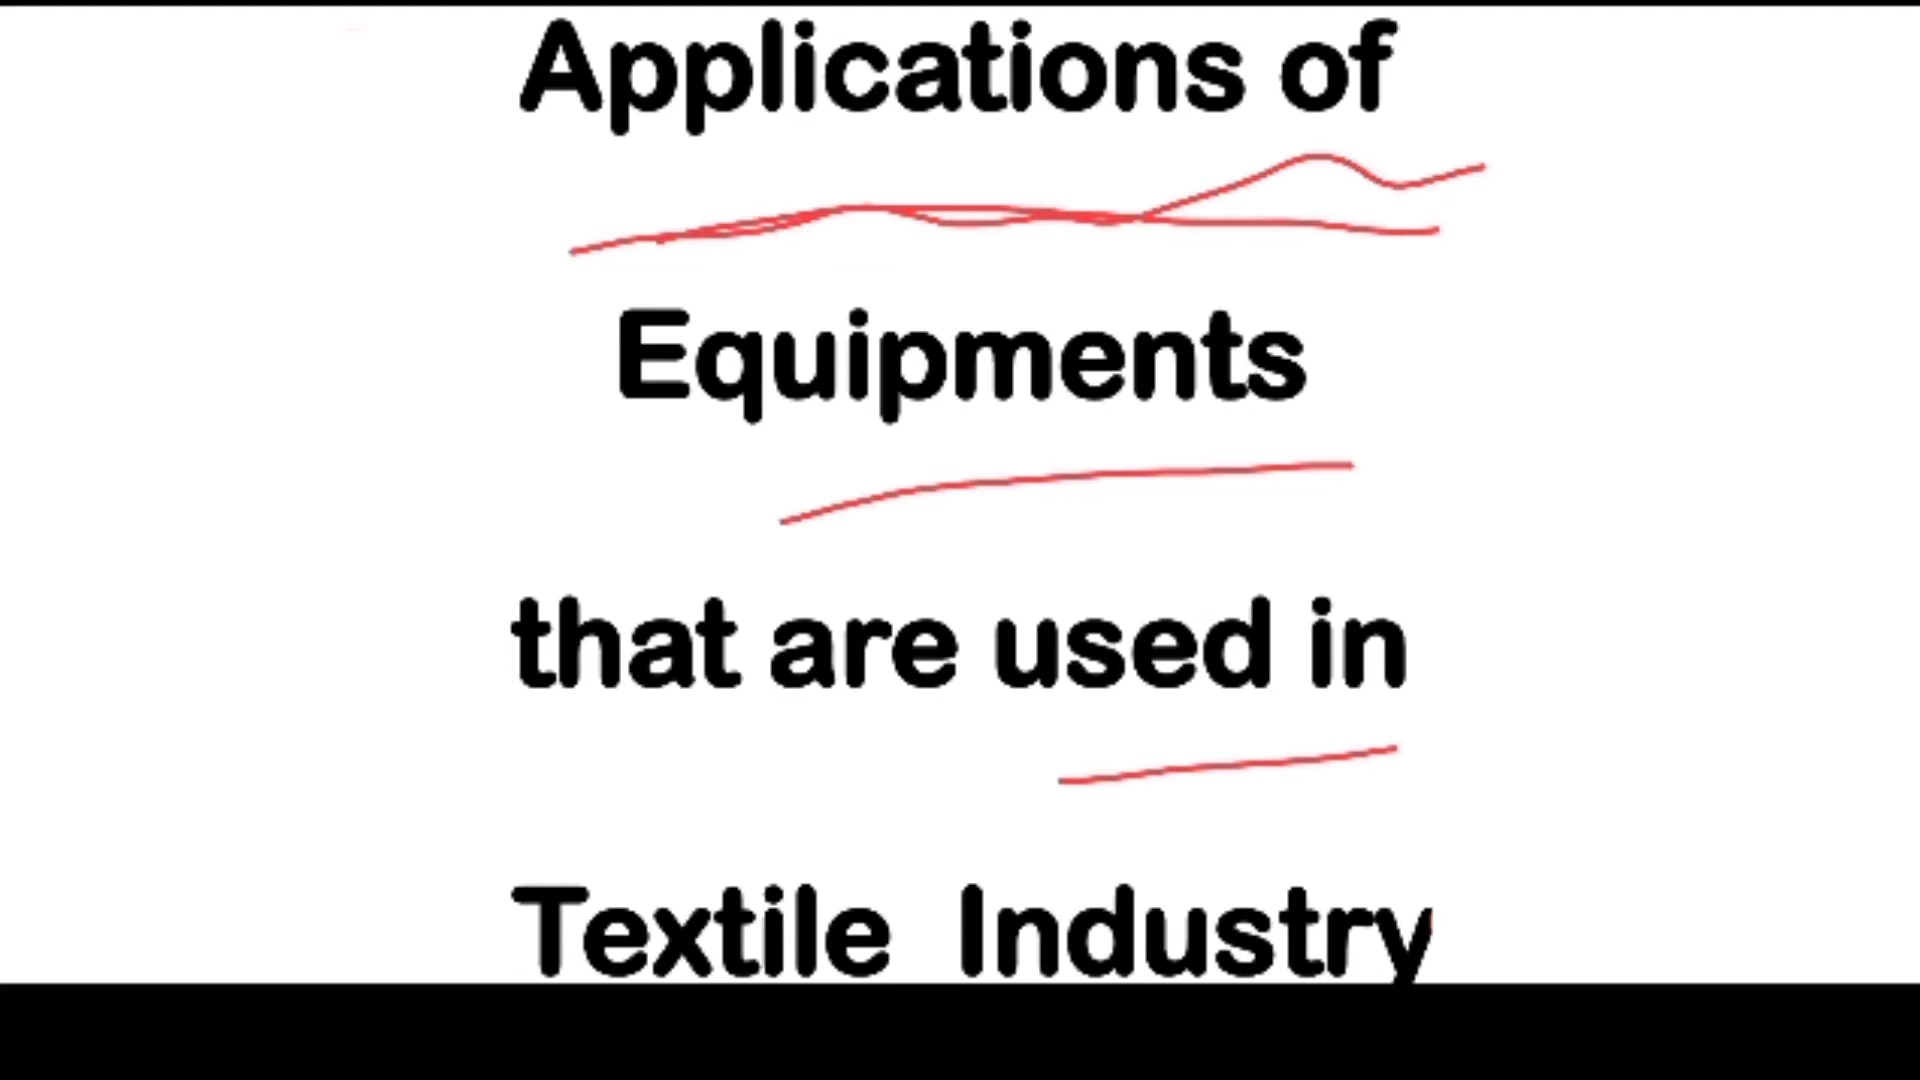 Applications of
Equipments
that are used in
Textile Industry